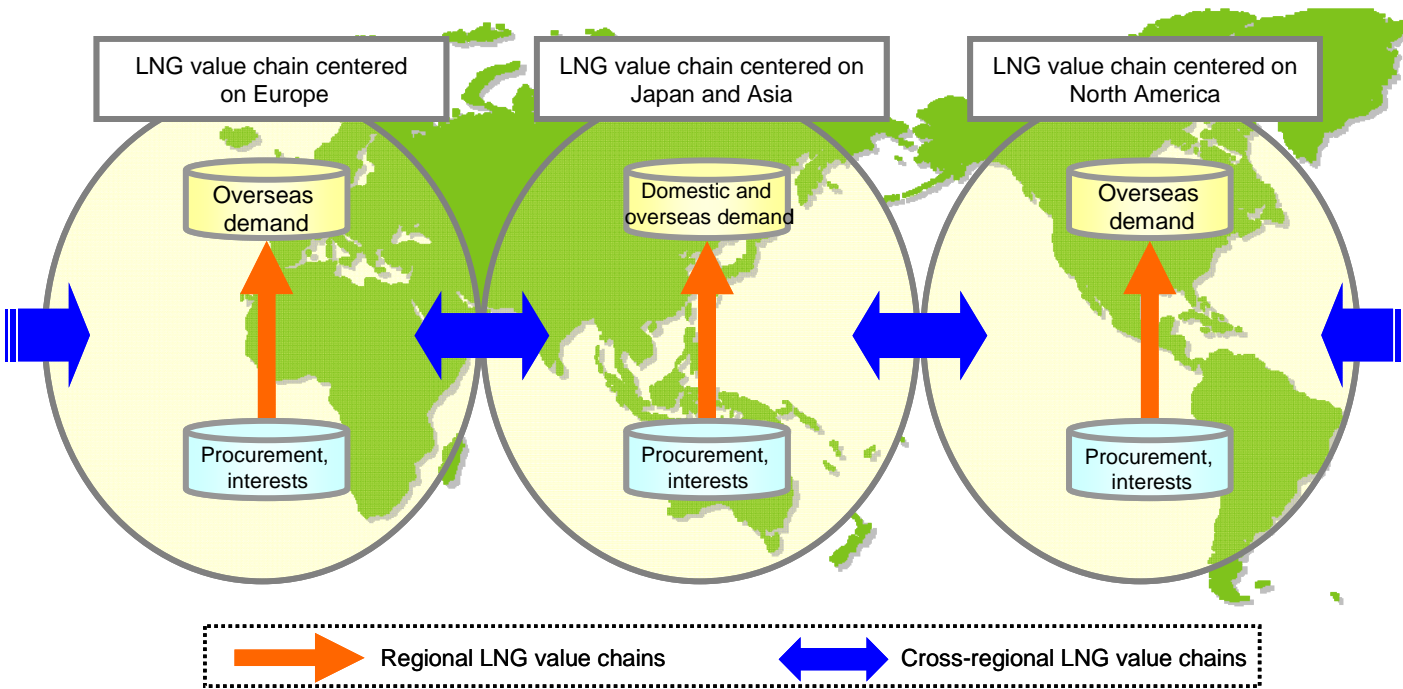 LNG value chain centered
on Europe
LNG value chain centered on
Japan and Asia
LNG value chain centered on
North America
Overseas
demand
Domestic and
overseas demand
Overseas
demand
Procurement,
interests
Procurement,
interests
Procurement,
interests
Regional LNG value chains
Cross-regional LNG value chains